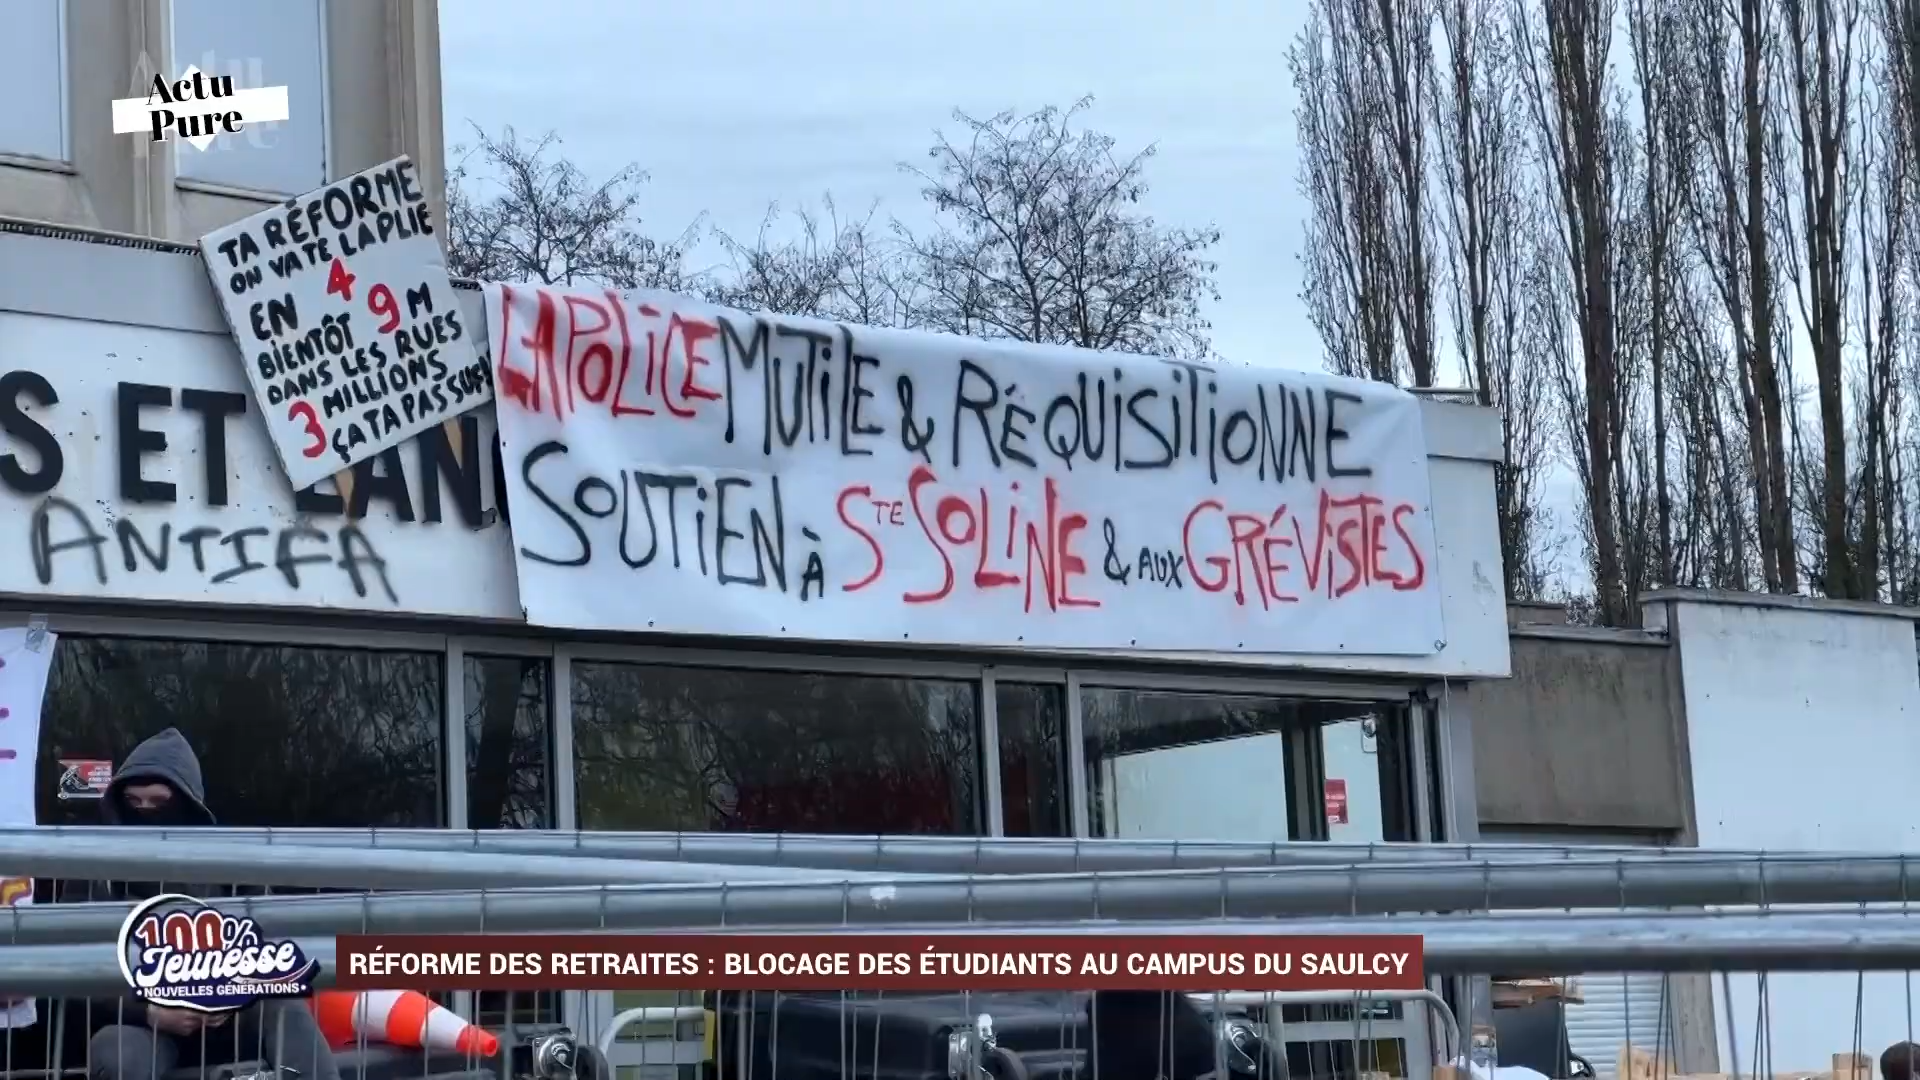 Actu
Pure
TA RÉFORME
ON VA TE LA PLIE
EN 4 9 M
BIENTÔT
DANS LES RUES
3 MILLIONS
ÇA TA PAS SUFFI
S ET LANG
ANTIFA
LA POLICE MUTILE & RÉQUISITIONNE
SOUTIEN À STE SOLINE & AUX GRÉVISTES
100%
Jeunesse
• NOUVELLES GÉNÉRATIONS •
RÉFORME DES RETRAITES : BLOCAGE DES ÉTUDIANTS AU CAMPUS DU SAULCY